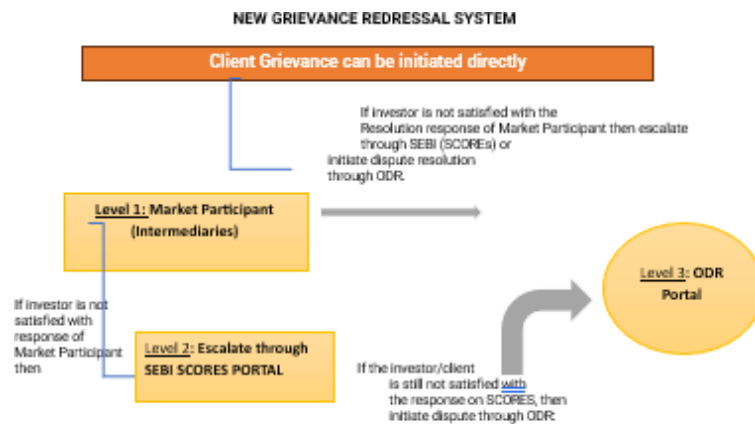 NEW GRIEVANCE REDRESSAL SYSTEM
Client Grievance can be initiated directly
If investor is not satisfied with the
Resolution response of Market Participant then escalate
through SEBI (SCOREs) or
initiate dispute resolution
through ODR.
Level 1: Market Participant
(Intermediaries)
Level 3: ODR
Portal
If investor is not
satisfied with
response of
Market Participant
then
Level 2: Escalate through
SEBI SCORES PORTAL
If the investor/client
is still not satisfied with
the response on SCORES, then
initiate dispute through ODR.